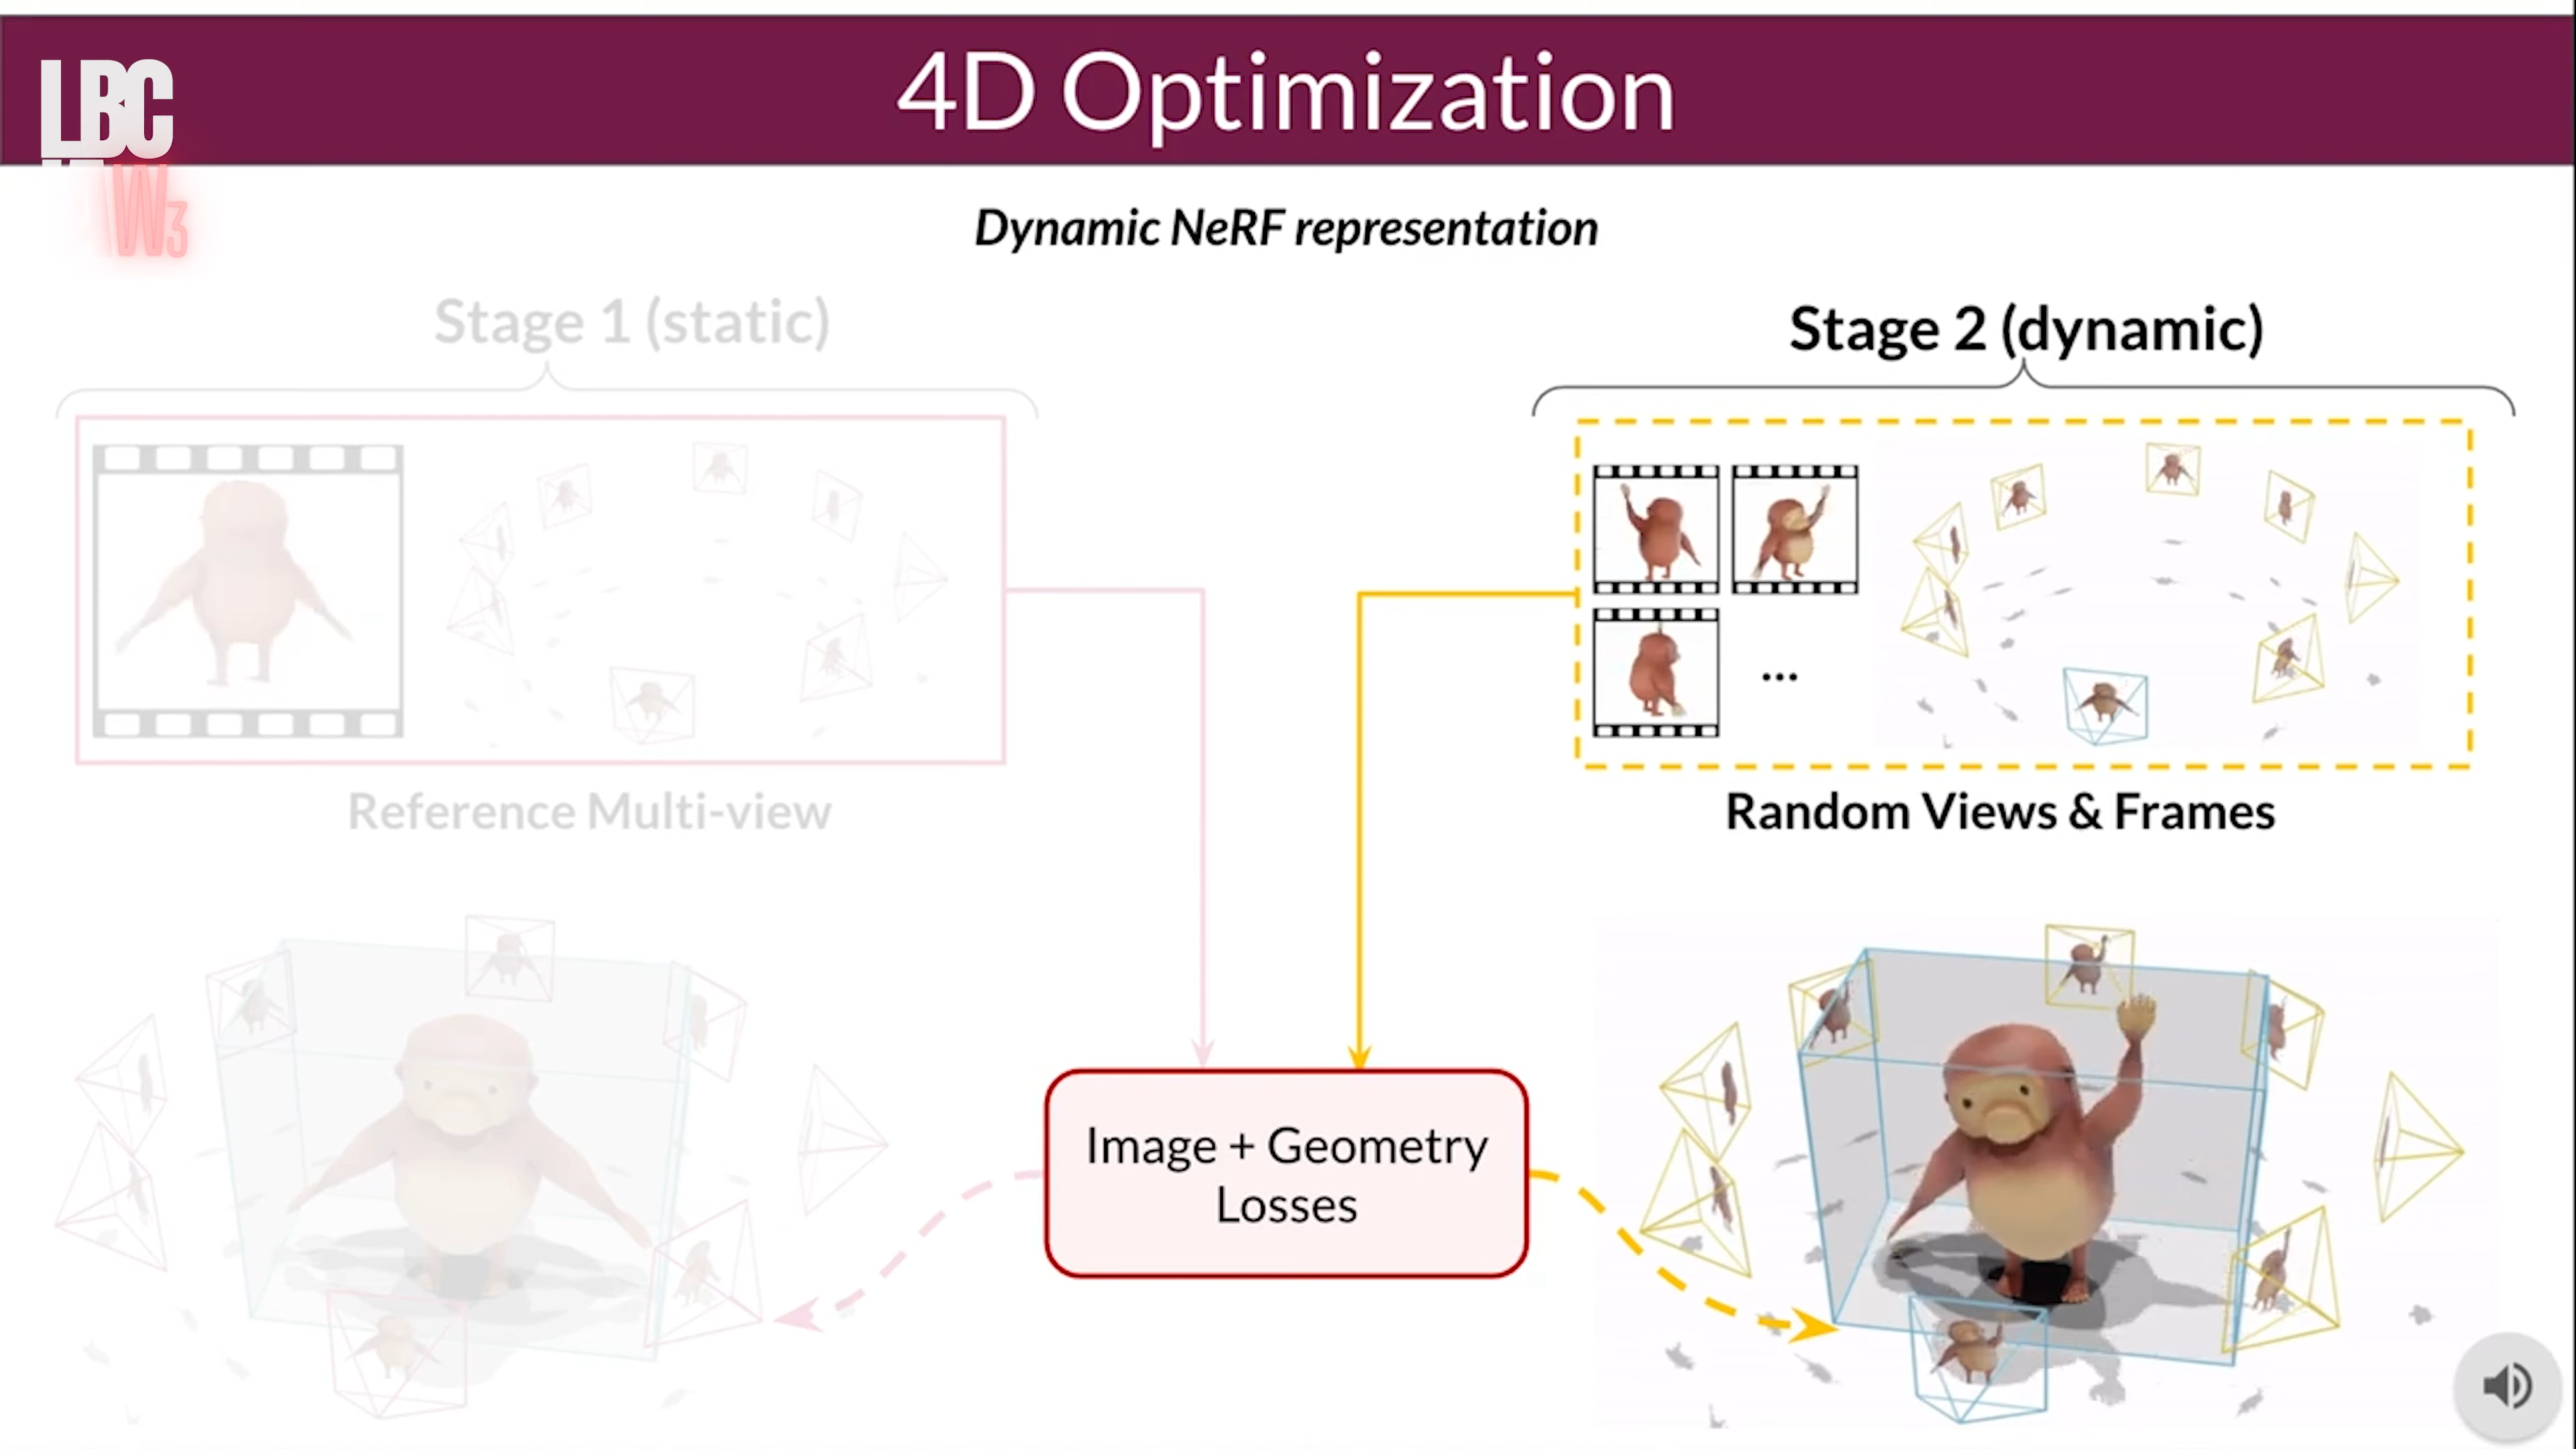 4D Optimization
LBC
W3
Dynamic NeRF representation
Stage 1 (static)
Stage 2 (dynamic)
...
Reference Multi-view
Random Views & Frames
Image + Geometry
Losses